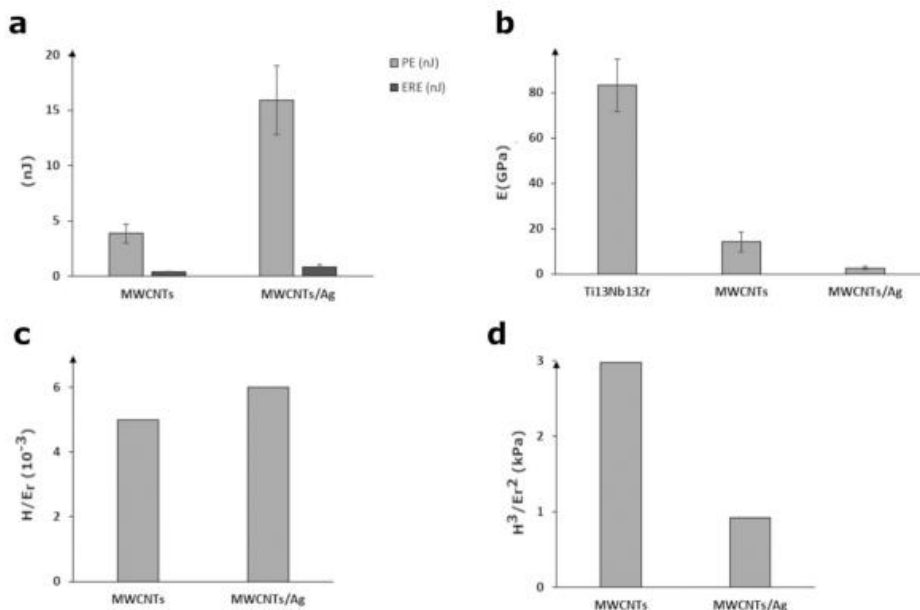 a
20
15
10
5
0
(nJ)
PE (nJ)
ERE (nJ)
MWCNTs
MWCNTs/Ag
b
80
60
40
20
0
E(GPa)
Ti13Nb13Zr
MWCNTs
MWCNTs/Ag
c
6
4
2
0
H/Er (10-3)
MWCNTs
MWCNTs/Ag
d
3
2
1
0
H3/Er2 (kPa)
MWCNTs
MWCNTs/Ag